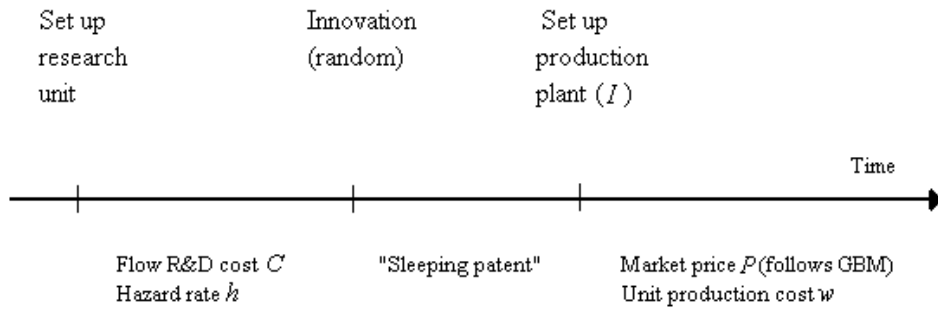 Set up
research
unit
Innovation
(random)
Set up
production
plant (I)
Time
Flow R&D cost C
Hazard rate h
"Sleeping patent"
Market price P(follows GBM)
Unit production cost w